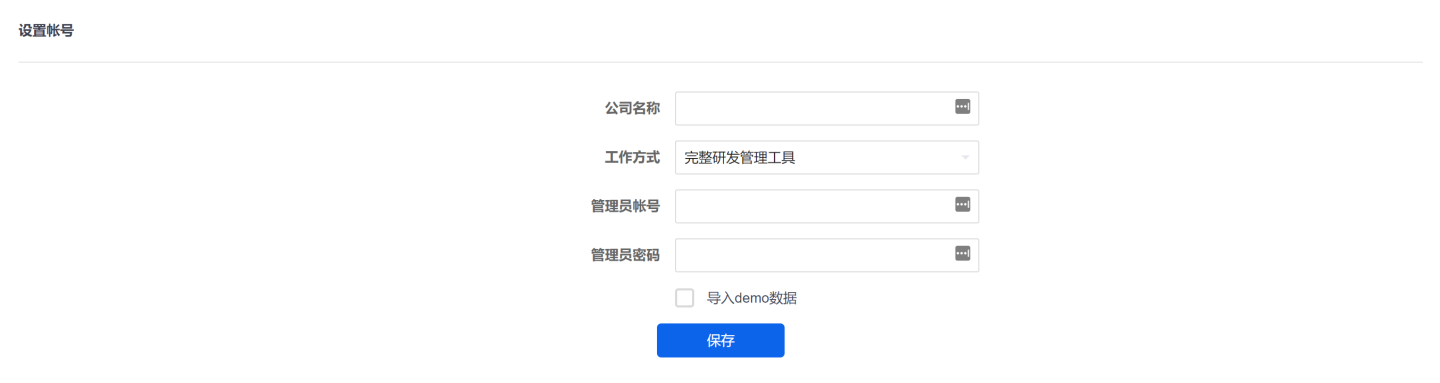 设置帐号
公司名称
工作方式 完整研发管理工具
管理员帐号
管理员密码
导入demo数据
保存